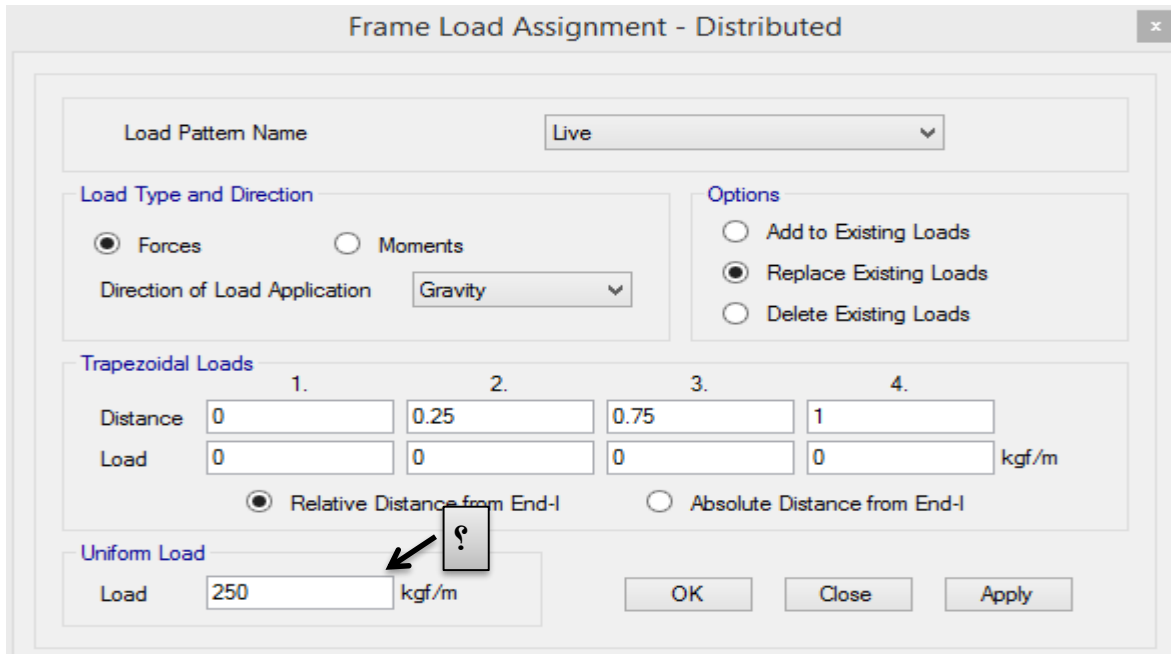 Frame Load Assignment - Distributed
x
Load Pattern Name Live
Load Type and Direction
Forces Moments
Direction of Load Application Gravity
Options
Add to Existing Loads
Replace Existing Loads
Delete Existing Loads
Trapezoidal Loads
1. 2. 3. 4.
Distance 0 0.25 0.75 1
Load 0 0 0 0 kgf/m
Relative Distance from End-I Absolute Distance from End-I
؟
Uniform Load
Load 250 kgf/m
OK Close Apply